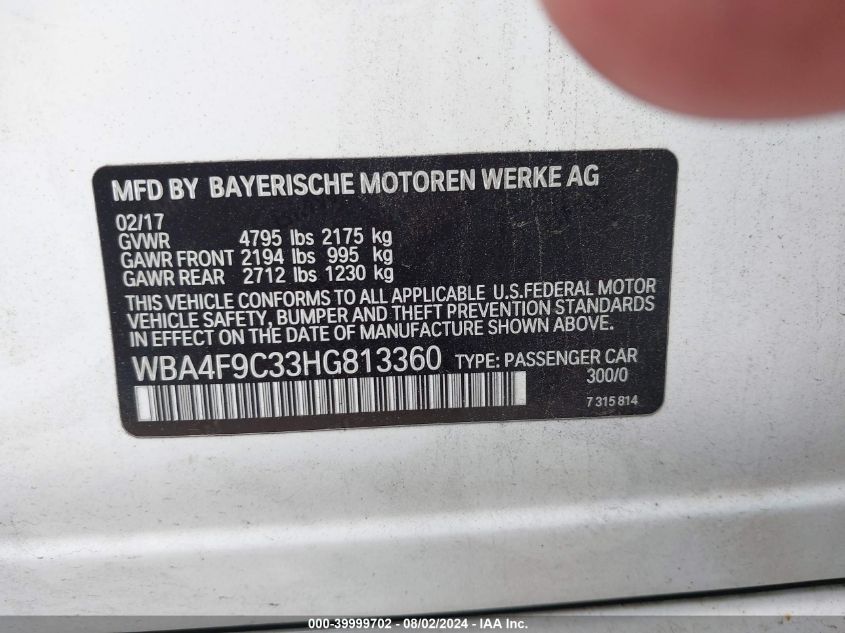 MFD BY BAYERISCHE MOTOREN WERKE AG
02/17
GVWR 4795 lbs 2175 kg
GAWR FRONT 2194 lbs 995 kg
GAWR REAR 2712 lbs 1230 kg
THIS VEHICLE CONFORMS TO ALL APPLICABLE U.S.FEDERAL MOTOR
VEHICLE SAFETY, BUMPER AND THEFT PREVENTION STANDARDS
IN EFFECT ON THE DATE OF MANUFACTURE SHOWN ABOVE.
WBA4F9C33HG813360 TYPE: PASSENGER CAR
300/0
7 315 814
000-39999702 - 08/02/2024 - IAA Inc.